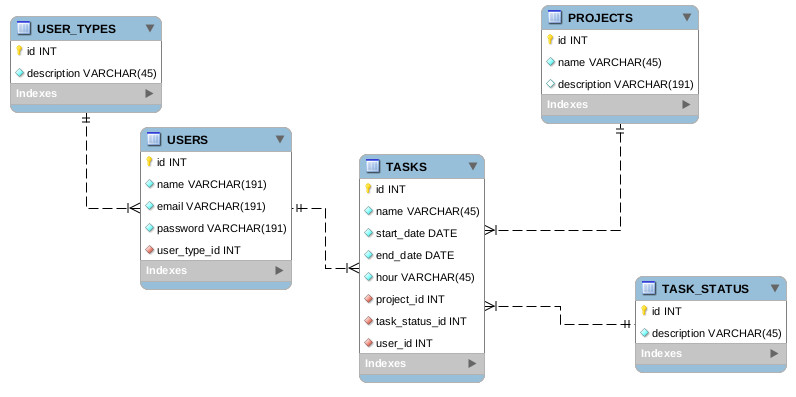 USER_TYPES
id INT
description VARCHAR(45)
Indexes
USERS
id INT
name VARCHAR(191)
email VARCHAR(191)
password VARCHAR(191)
user_type_id INT
Indexes
TASKS
id INT
name VARCHAR(45)
start_date DATE
end_date DATE
hour VARCHAR(45)
project_id INT
task_status_id INT
user_id INT
Indexes
PROJECTS
id INT
name VARCHAR(45)
description VARCHAR(191)
Indexes
TASK_STATUS
id INT
description VARCHAR(45)
Indexes